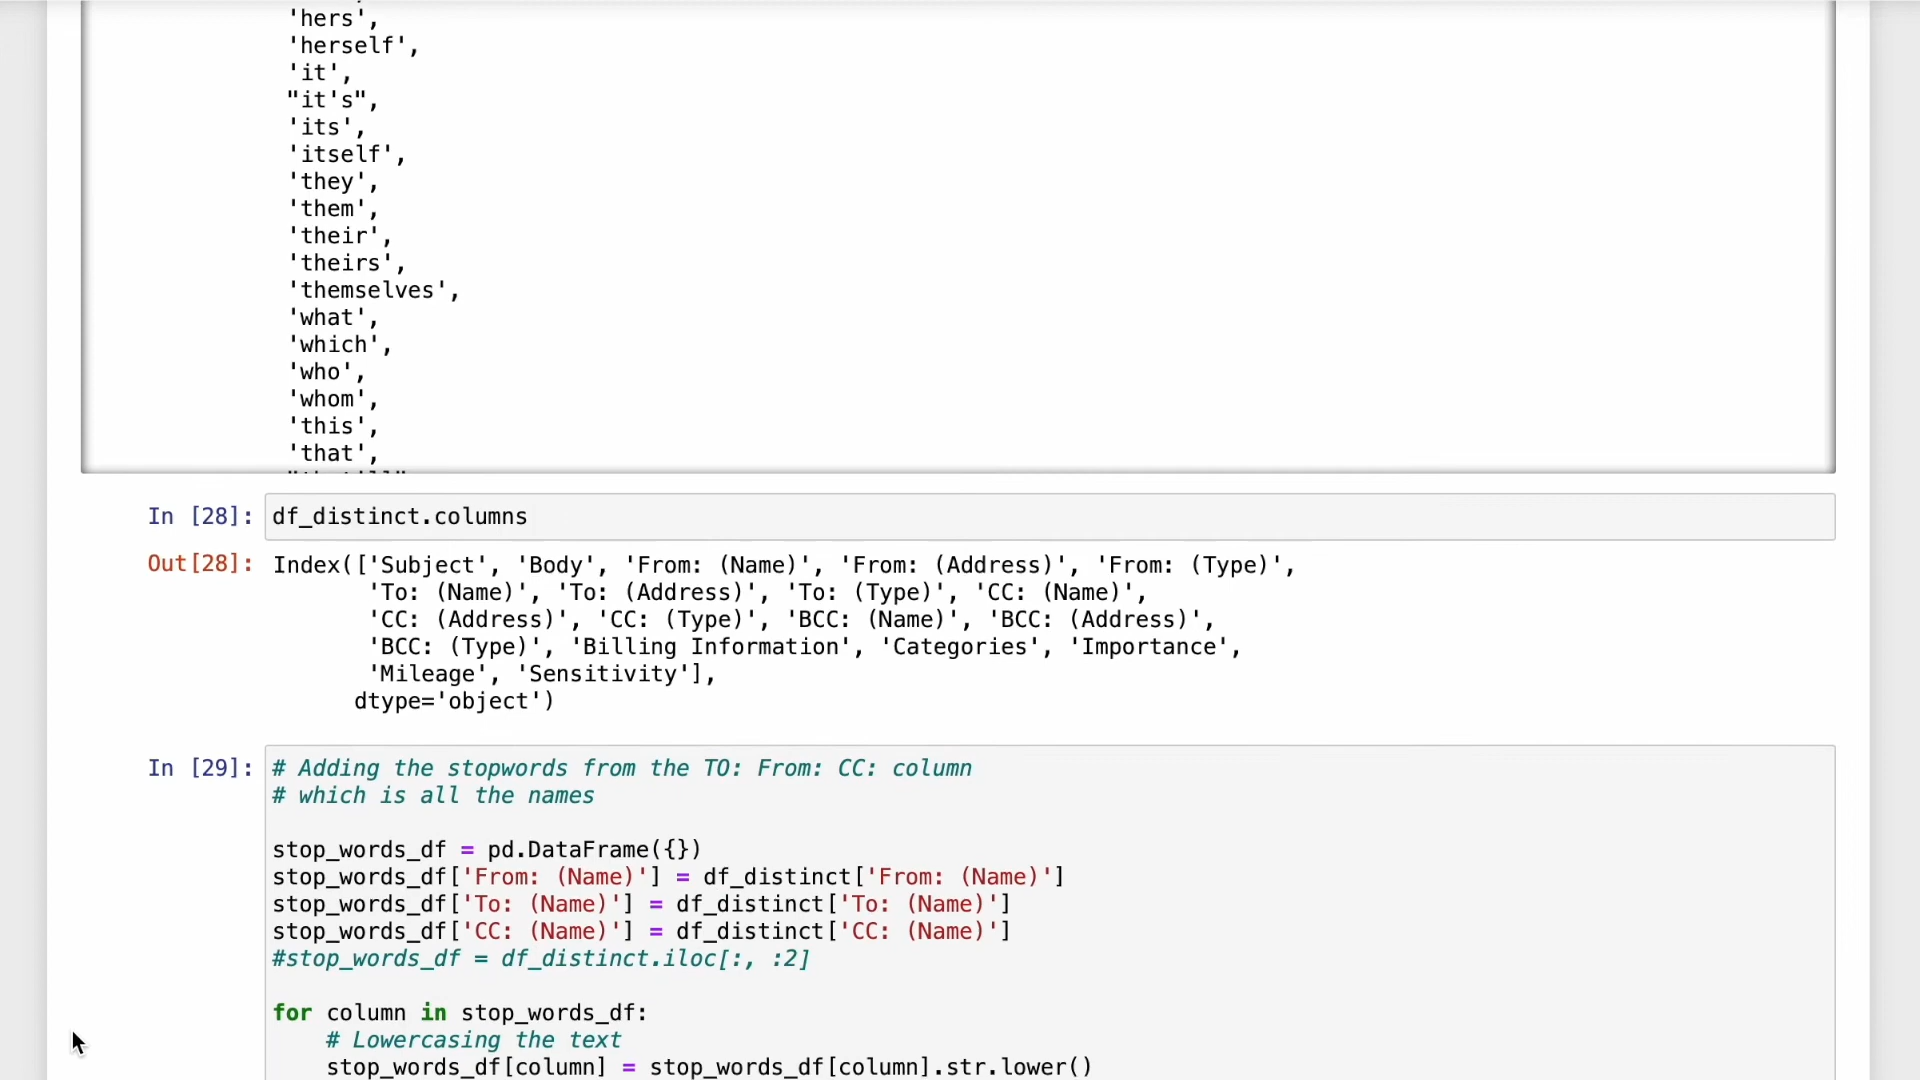 'hers',
'herself',
'it',
"it's",
'its',
'itself',
'they',
'them',
'their',
'theirs',
'themselves',
'what',
'which',
'who',
'whom',
'this',
'that',
In [28]: df_distinct.columns
Out[28]: Index(['Subject', 'Body', 'From: (Name)', 'From: (Address)', 'From: (Type)',
'To: (Name)', 'To: (Address)', 'To: (Type)', 'CC: (Name)',
'CC: (Address)', 'CC: (Type)', 'BCC: (Name)', 'BCC: (Address)',
'BCC: (Type)', 'Billing Information', 'Categories', 'Importance',
'Mileage', 'Sensitivity'],
dtype='object')
In [29]: # Adding the stopwords from the TO: From: CC: column
# which is all the names
stop_words_df = pd.DataFrame({})
stop_words_df['From: (Name)'] = df_distinct['From: (Name)']
stop_words_df['To: (Name)'] = df_distinct['To: (Name)']
stop_words_df['CC: (Name)'] = df_distinct['CC: (Name)']
#stop_words_df = df_distinct.iloc[:, :2]
for column in stop_words_df:
# Lowercasing the text
stop_words_df[column] = stop_words_df[column].str.lower()